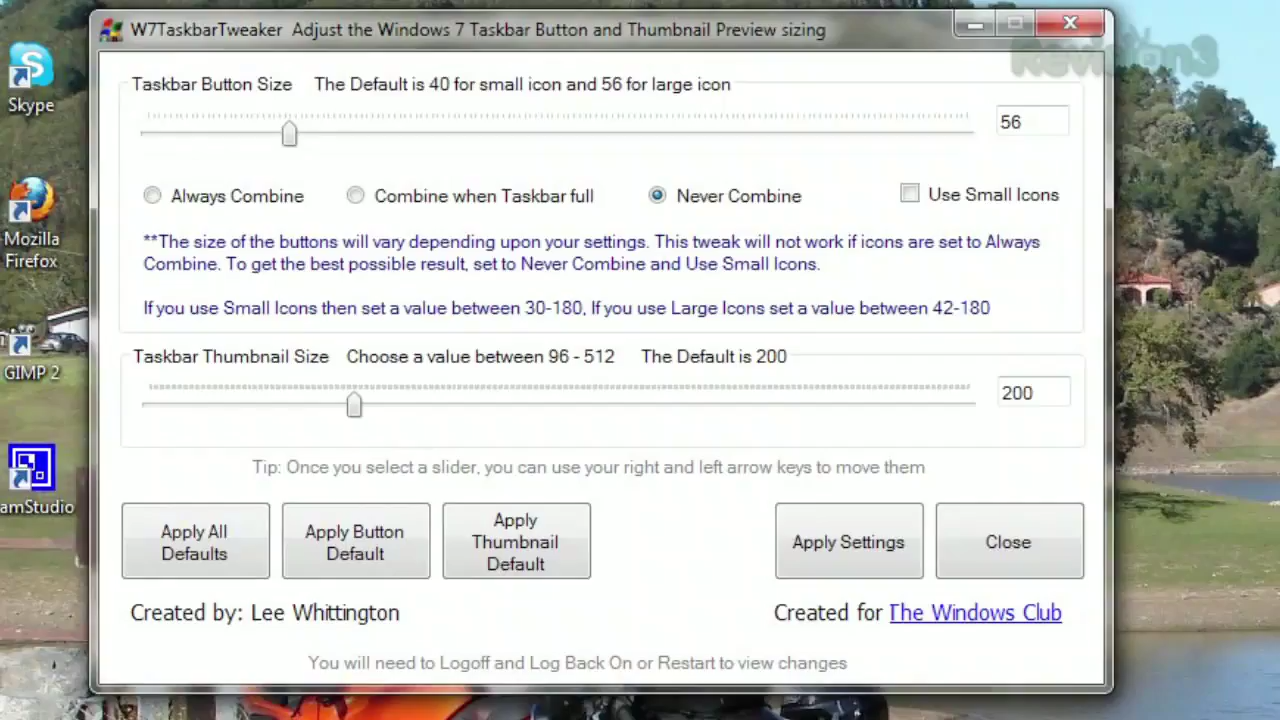 W7TaskbarTweaker Adjust the Windows 7 Taskbar Button and Thumbnail Preview sizing
Revision3
Skype
Mozilla
Firefox
GIMP 2
amStudio
Taskbar Button Size The Default is 40 for small icon and 56 for large icon
56
Always Combine Combine when Taskbar full Never Combine Use Small Icons
**The size of the buttons will vary depending upon your settings. This tweak will not work if icons are set to Always
Combine. To get the best possible result, set to Never Combine and Use Small Icons.
If you use Small Icons then set a value between 30-180, If you use Large Icons set a value between 42-180
Taskbar Thumbnail Size Choose a value between 96 - 512 The Default is 200
200
Tip: Once you select a slider, you can use your right and left arrow keys to move them
Apply All
Defaults
Apply Button
Default
Apply
Thumbnail
Default
Apply Settings
Close
Created by: Lee Whittington
Created for The Windows Club
You will need to Logoff and Log Back On or Restart to view changes